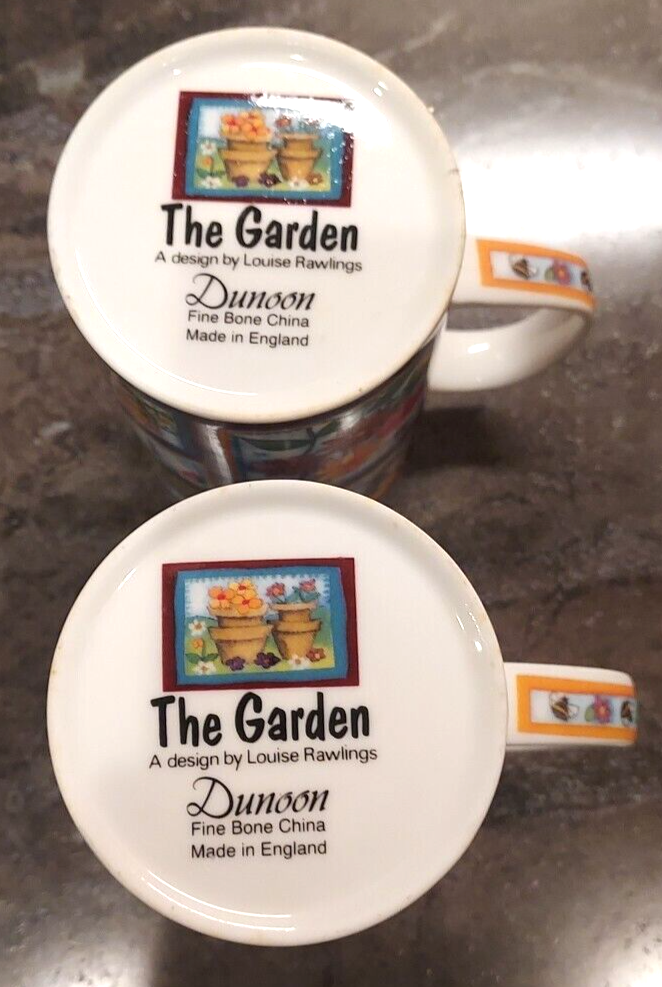 The Garden
A design by Louise Rawlings
Dunoon
Fine Bone China
Made in England
The Garden
A design by Louise Rawlings
Dunoon
Fine Bone China
Made in England